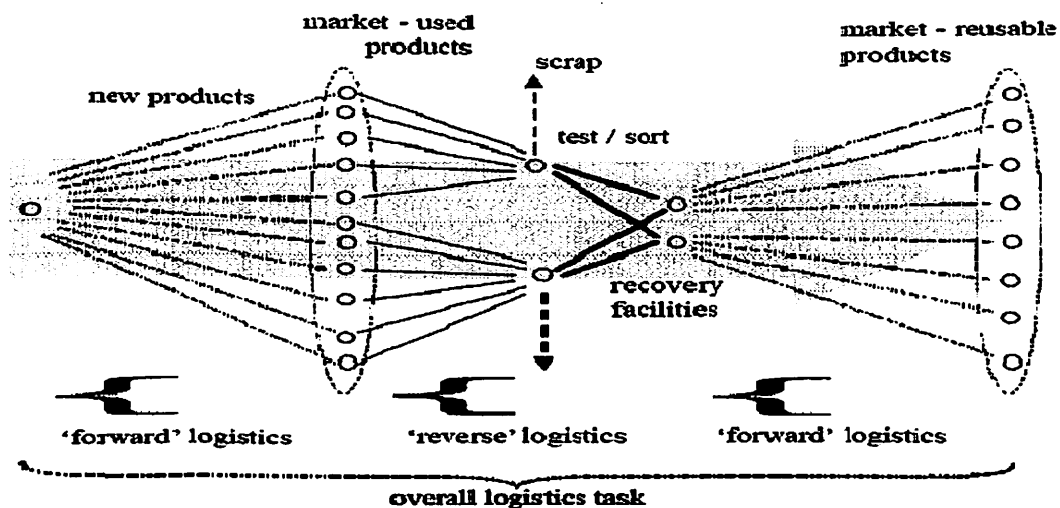 market - used
products
market - reusable
products
scrap
new products
test / sort
recovery
facilities
'forward' logistics
'reverse' logistics
'forward' logistics
overall logistics task